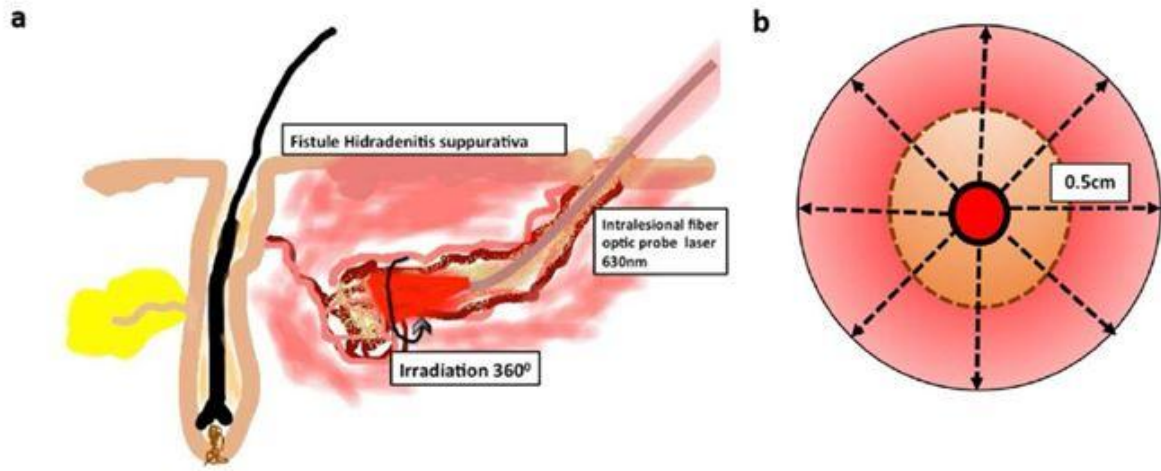 a
Fistule Hidradenitis suppurativa
Intralesional fiber
optic probe laser
630nm
Irradiation 360⁰
b
0.5cm